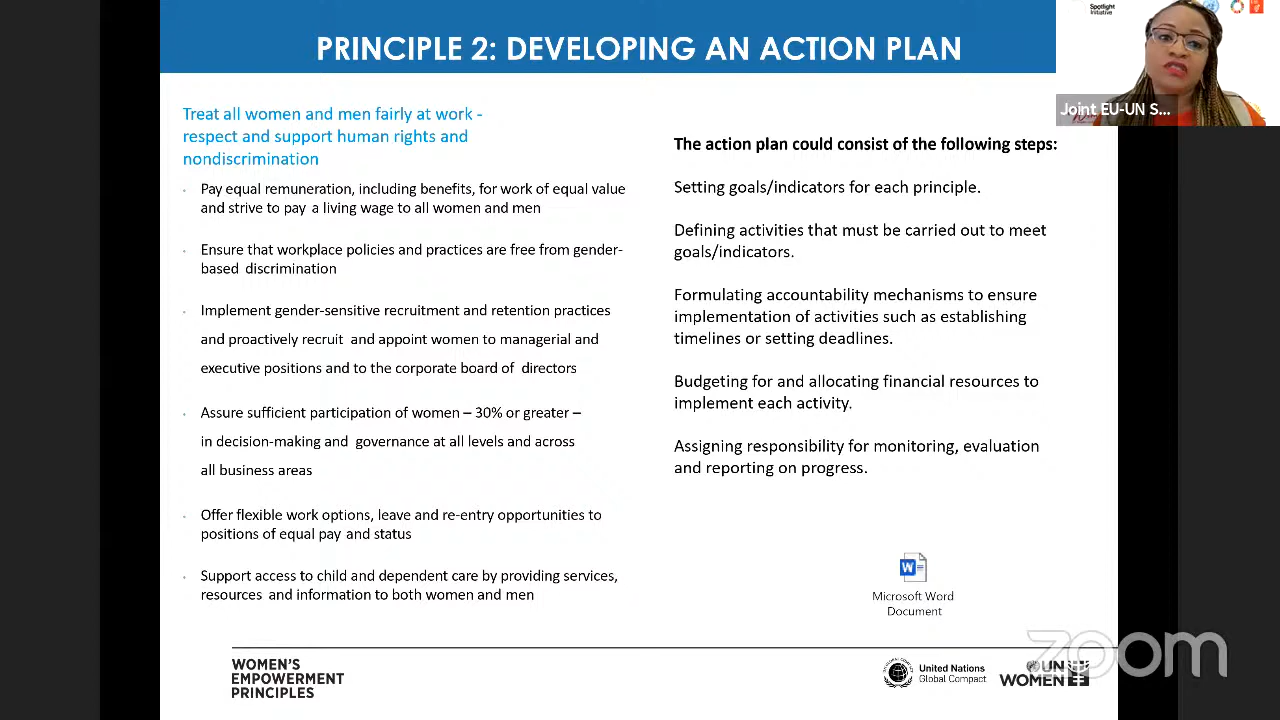 PRINCIPLE 2: DEVELOPING AN ACTION PLAN
Spotlight
Initiative
Joint EU-UN S...
Treat all women and men fairly at work -
respect and support human rights and
nondiscrimination
Pay equal remuneration, including benefits, for work of equal value
and strive to pay a living wage to all women and men
Ensure that workplace policies and practices are free from gender-
based discrimination
Implement gender-sensitive recruitment and retention practices
and proactively recruit and appoint women to managerial and
executive positions and to the corporate board of directors
Assure sufficient participation of women – 30% or greater –
in decision-making and governance at all levels and across
all business areas
Offer flexible work options, leave and re-entry opportunities to
positions of equal pay and status
Support access to child and dependent care by providing services,
resources and information to both women and men
The action plan could consist of the following steps:
Setting goals/indicators for each principle.
Defining activities that must be carried out to meet
goals/indicators.
Formulating accountability mechanisms to ensure
implementation of activities such as establishing
timelines or setting deadlines.
Budgeting for and allocating financial resources to
implement each activity.
Assigning responsibility for monitoring, evaluation
and reporting on progress.
W
Microsoft Word
Document
WOMEN'S
EMPOWERMENT
PRINCIPLES
United Nations
Global Compact
UN
WOMEN
zoom